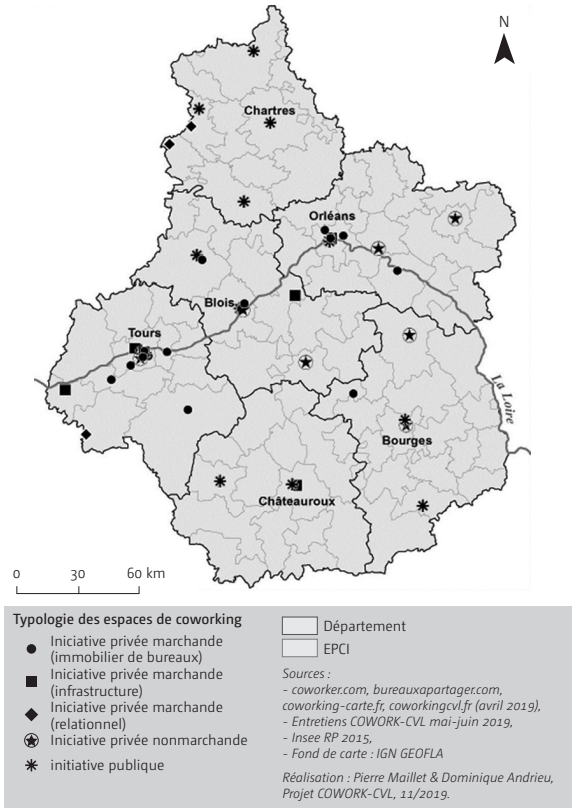 N
Chartres
Orléans
Blois
Tours
La Loire
Bourges
Châteauroux
0 30 60 km
Typologie des espaces de coworking
Iniciative privée marchande
(immobilier de bureaux)
Iniciative privée marchande
(infrastructure)
Iniciative privée marchande
(relationnel)
Iniciative privée nonmarchande
initiative publique
Département
EPCI
Sources :
- coworker.com, bureauxapartager.com,
coworking-carte.fr, coworkingcvl.fr (avril 2019),
- Entretiens COWORK-CVL mai-juin 2019,
- Insee RP 2015,
- Fond de carte : IGN GEOFLA
Réalisation : Pierre Maillet & Dominique Andrieu,
Projet COWORK-CVL, 11/2019.